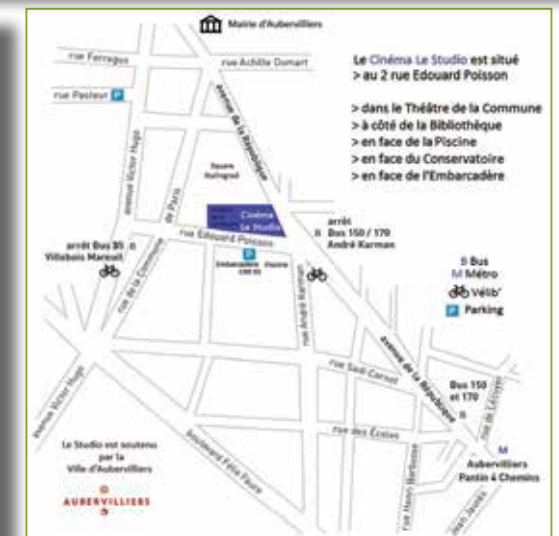 Mairie d'Aubervilliers
rue Ferragus
rue Achille Domart
Le Cinéma Le Studio est situé
> au 2 rue Edouard Poisson
rue Pasteur P
avenue de la République
> dans le Théâtre de la Commune
> à côté de la Bibliothèque
> en face de la Piscine
> en face du Conservatoire
> en face de l'Embarcadère
avenue Victor Hugo
Square
Stalingrad
Cinéma
Le Studio
rue Edouard Poisson
arrêt
B Bus 150 / 170
André Karman
rue de la Commune de Paris
B
Villebois Mareuil
P
Embarcadère Piscine
rue André Karman
B Bus
M Métro
Vélib'
P Parking
avenue de la République
rue Sadi Carnot
Bus 150
et 170
B
avenue Victor Hugo
rue des Écoles
boulevard Félix Faure
rue Henri Barbusse
M
Aubervilliers
Pantin 4 Chemins
Jean Jaurès
Le Studio est soutenu
par la
Ville d'Aubervilliers
AUBERVILLIERS